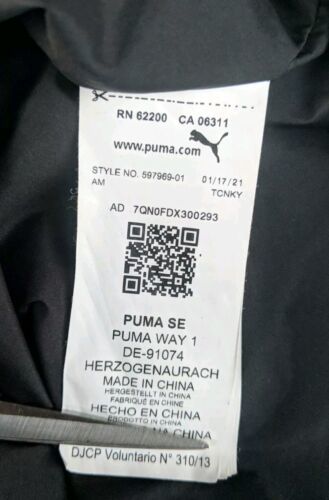 RN 62200 CA 06311
www.puma.com
STYLE NO. 597969-01 01/17/21
AM TCNKY
AD 7QN0FDX300293
PUMA SE
PUMA WAY 1
DE-91074
HERZOGENAURACH
MADE IN CHINA
FABRIQUÉ EN CHINE
HECHO EN CHINA
PRODOTTO IN CINA
CHINA
DJCP Voluntario N° 310/13